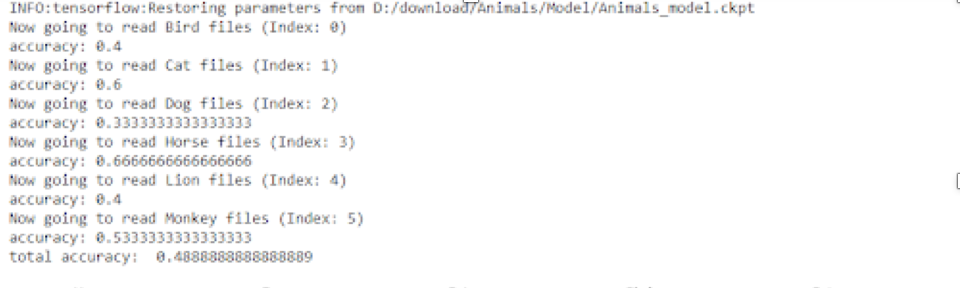 INFO:tensorflow:Restoring parameters from D:/download/Animals/Model/Animals_model.ckpt
Now going to read Bird files (Index: 0)
accuracy: 0.4
Now going to read Cat files (Index: 1)
accuracy: 0.6
Now going to read Dog files (Index: 2)
accuracy: 0.3333333333333333
Now going to read Horse files (Index: 3)
accuracy: 0.6666666666666666
Now going to read Lion files (Index: 4)
accuracy: 0.4
Now going to read Monkey files (Index: 5)
accuracy: 0.5333333333333333
total accuracy:  0.4888888888888889